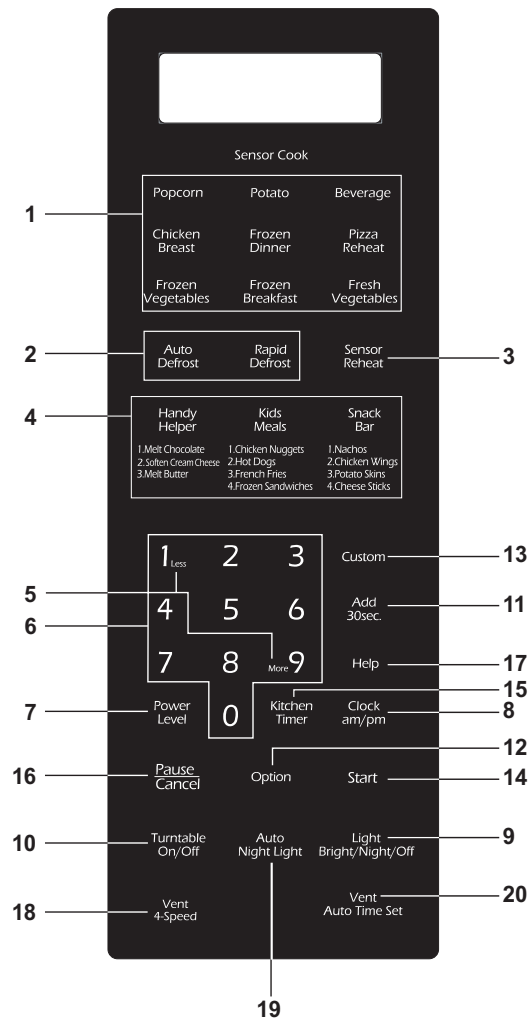 Sensor Cook
Popcorn
Potato
Beverage
1
Chicken
Breast
Frozen
Dinner
Pizza
Reheat
Frozen
Vegetables
Frozen
Breakfast
Fresh
Vegetables
2
Auto
Defrost
Rapid
Defrost
Sensor
Reheat
3
4
Handy
Helper
1.Melt Chocolate
2.Soften Cream Cheese
3.Melt Butter
Kids
Meals
1.Chicken Nuggets
2.Hot Dogs
3.French Fries
4.Frozen Sandwiches
Snack
Bar
1.Nachos
2.Chicken Wings
3.Potato Skins
4.Cheese Sticks
1 Less
2
3
Custom
13
5
6
4
5
6
Add
30sec.
11
7
8
More 9
Help
17
15
7
Power
Level
0
Kitchen
Timer
Clock
am/pm
8
12
16
Pause
Cancel
Option
Start
14
10
Turntable
On/Off
Auto
Night Light
Light
Bright/Night/Off
9
18
Vent
4-Speed
Vent
Auto Time Set
20
19